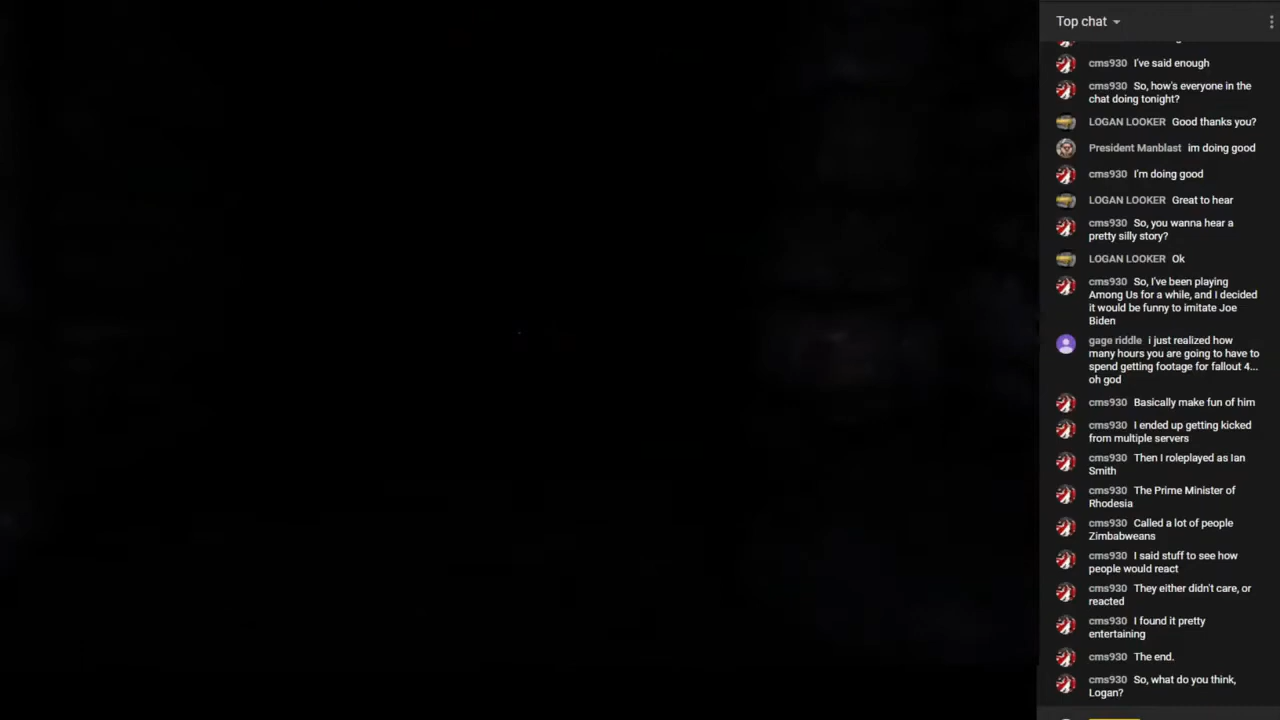 Top chat
cms930 I've said enough
cms930 So, how's everyone in the
chat doing tonight?
LOGAN LOOKER Good thanks you?
President Manblast im doing good
cms930 I'm doing good
LOGAN LOOKER Great to hear
cms930 So, you wanna hear a
pretty silly story?
LOGAN LOOKER Ok
cms930 So, I've been playing
Among Us for a while, and I decided
it would be funny to imitate Joe
Biden
gage riddle i just realized how
many hours you are going to have to
spend getting footage for fallout 4...
oh god
cms930 Basically make fun of him
cms930 I ended up getting kicked
from multiple servers
cms930 Then I roleplayed as Ian
Smith
cms930 The Prime Minister of
Rhodesia
cms930 Called a lot of people
Zimbabweans
cms930 I said stuff to see how
people would react
cms930 They either didn't care, or
reacted
cms930 I found it pretty
entertaining
cms930 The end.
cms930 So, what do you think,
Logan?